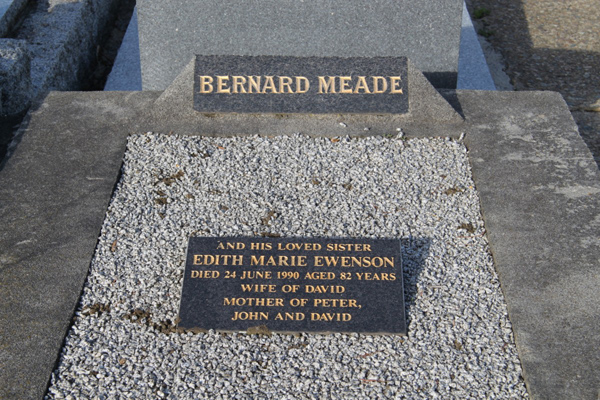 BERNARD MEADE
AND HIS LOVED SISTER
EDITH MARIE EWENSON
DIED 24 JUNE 1990 AGED 82 YEARS
WIFE OF DAVID
MOTHER OF PETER,
JOHN AND DAVID